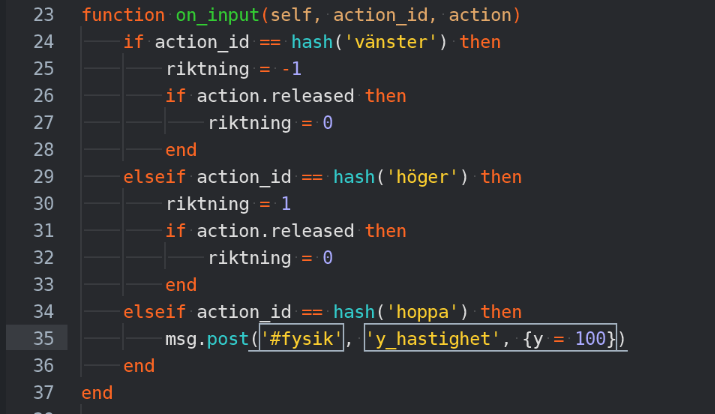 23 function on_input(self, action_id, action)
24 if action_id == hash('vänster') then
25 riktning = -1
26 if action.released then
27 riktning = 0
28 end
29 elseif action_id == hash('höger') then
30 riktning = 1
31 if action.released then
32 riktning = 0
33 end
34 elseif action_id == hash('hoppa') then
35 msg.post('#fysik', 'y_hastighet', {y = 100})
36 end
37 end